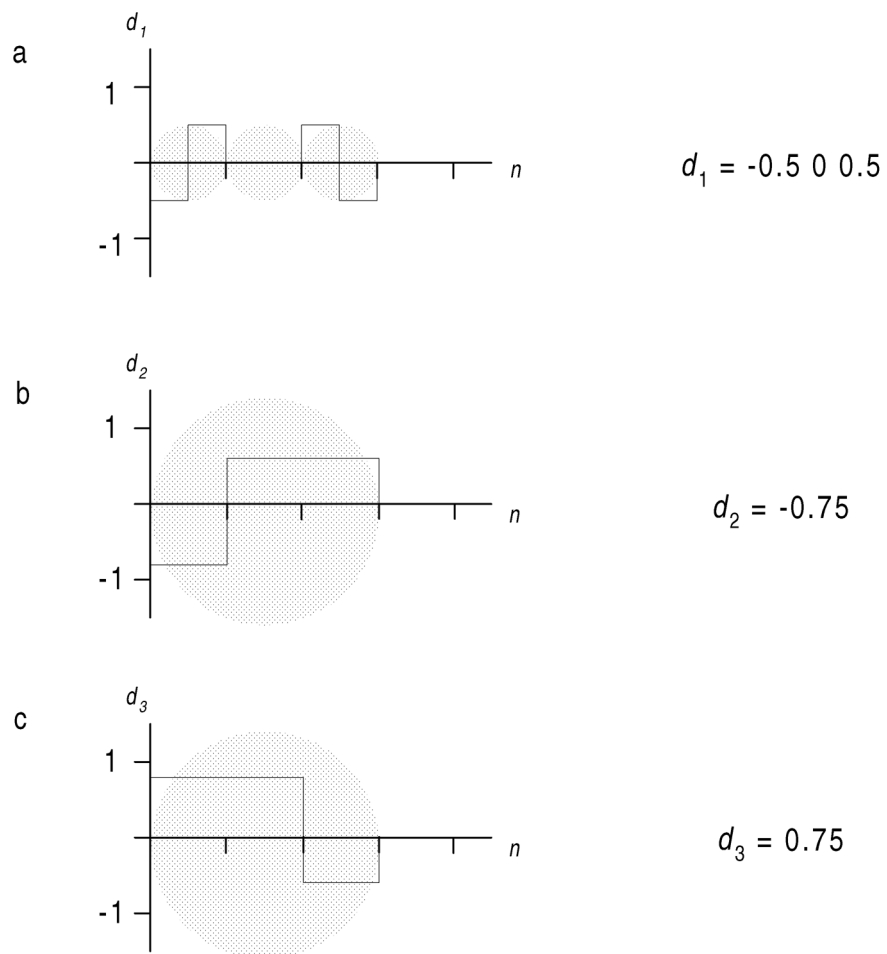 a
d₁
1
-1
n
d₁ = -0.5 0 0.5
b
d₂
1
-1
n
d₂ = -0.75
c
d₃
1
-1
n
d₃ = 0.75